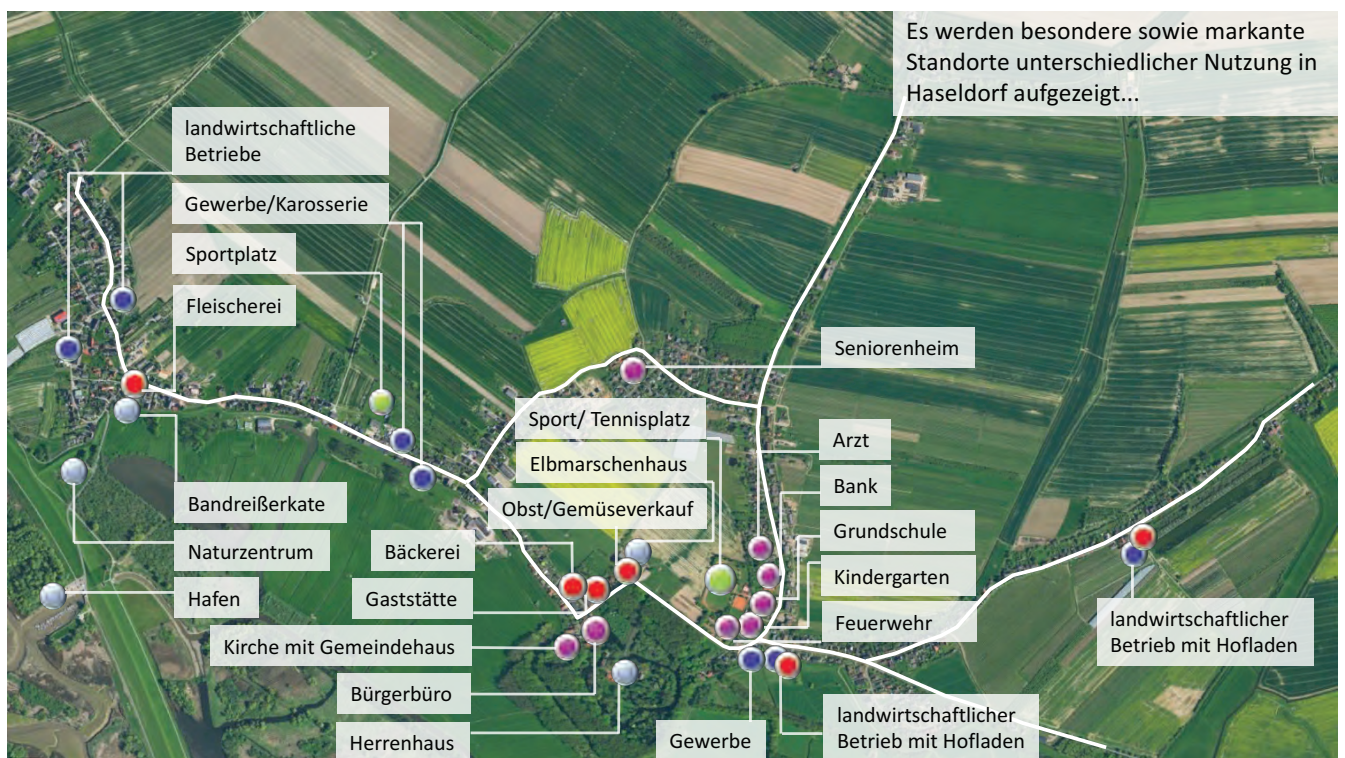 Es werden besondere sowie markante
Standorte unterschiedlicher Nutzung in
Haseldorf aufgezeigt...
landwirtschaftliche
Betriebe
Gewerbe/Karosserie
Sportplatz
Fleischerei
Seniorenheim
Sport/ Tennisplatz
Elbmarschenhaus
Obst/Gemüseverkauf
Arzt
Bank
Grundschule
Kindergarten
Feuerwehr
Bandreißerkate
Naturzentrum
Hafen
Bäckerei
Gaststätte
Kirche mit Gemeindehaus
Bürgerbüro
Herrenhaus
Gewerbe
landwirtschaftlicher
Betrieb mit Hofladen
landwirtschaftlicher
Betrieb mit Hofladen